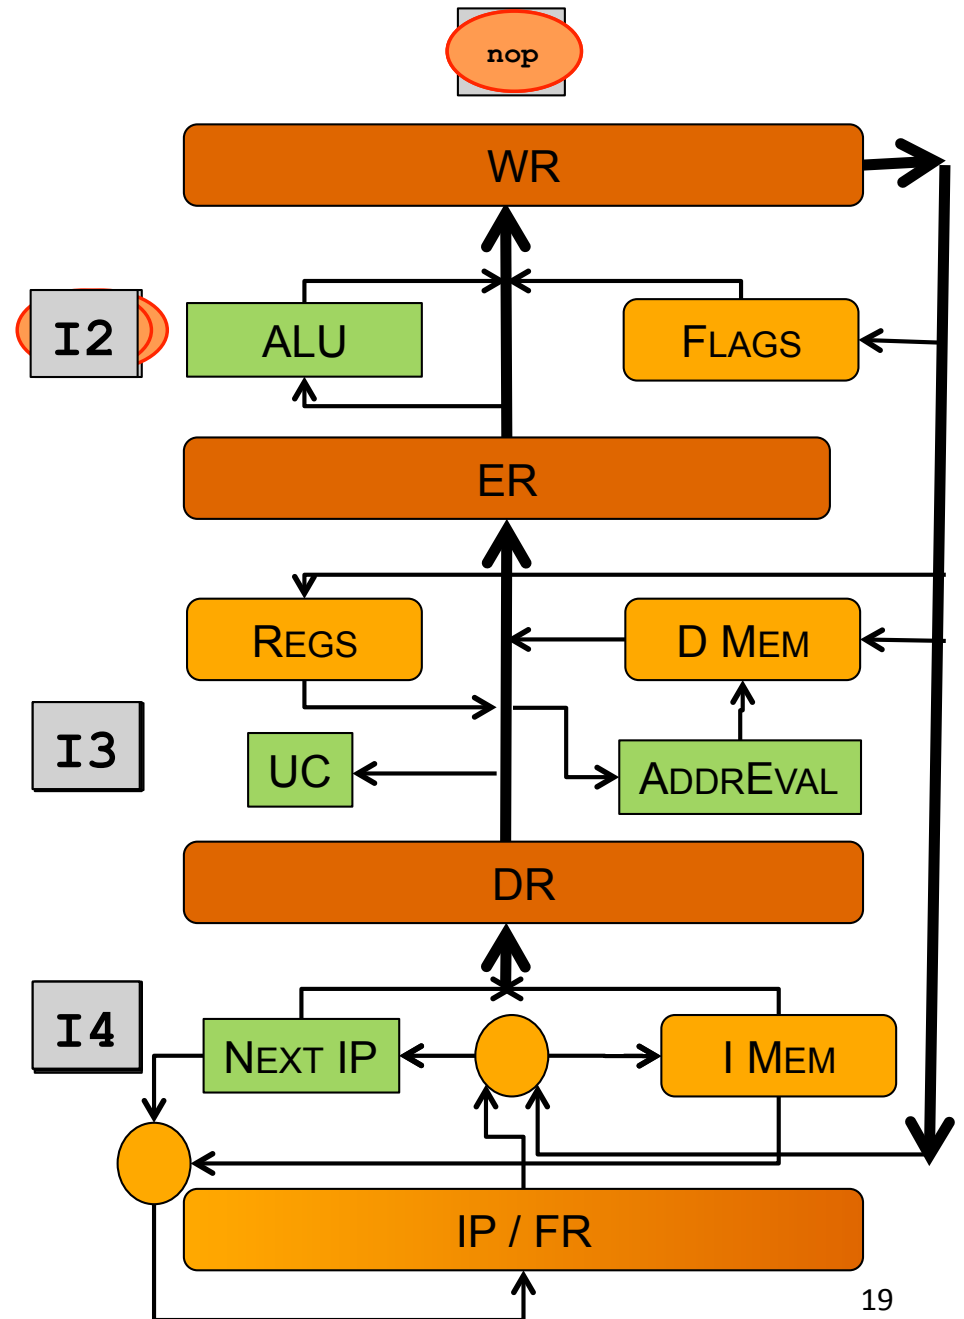 nop
WR
I2
ALU
FLAGS
ER
REGS
D MEM
I3
UC
ADDREVAL
DR
I4
NEXT IP
I MEM
IP / FR
19